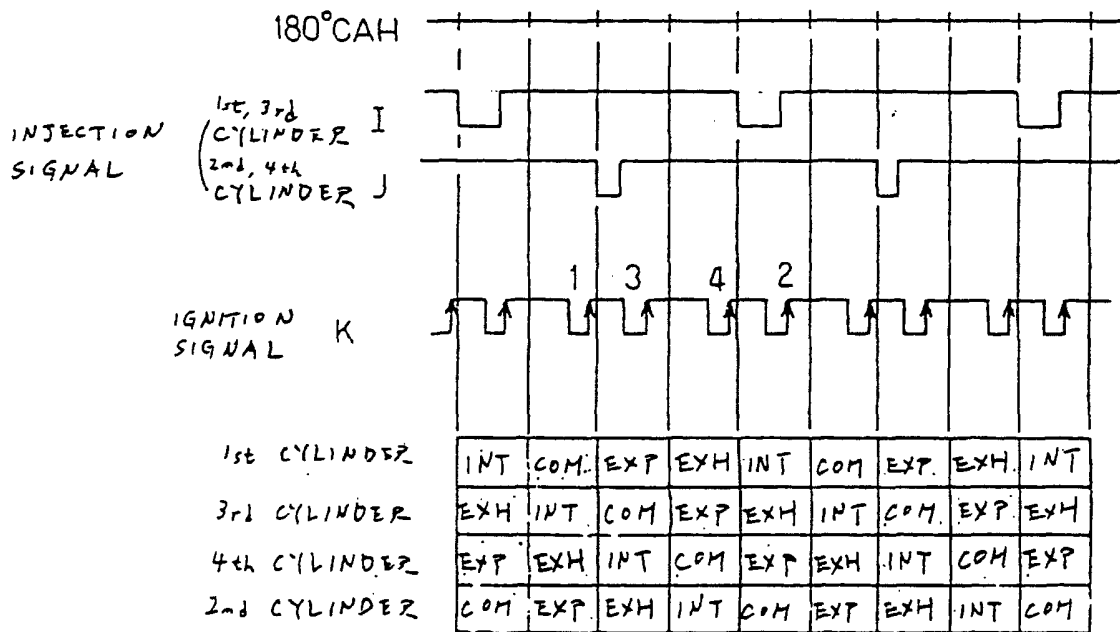 180°CAH
1st, 3rd
CYLINDER I
INJECTION
SIGNAL
2nd, 4th
CYLINDER J
1 3 4 2
IGNITION
SIGNAL K
1st CYLINDER INT COM. EXP EXH INT COM EXP. EXH. INT
3rd CYLINDER EXH INT COM EXP EXH INT COM. EXP EXH
4th CYLINDER EXP EXH INT COM EXP EXH INT COM EXP
2nd CYLINDER COM EXP EXH INT COM EXP EXH INT COM